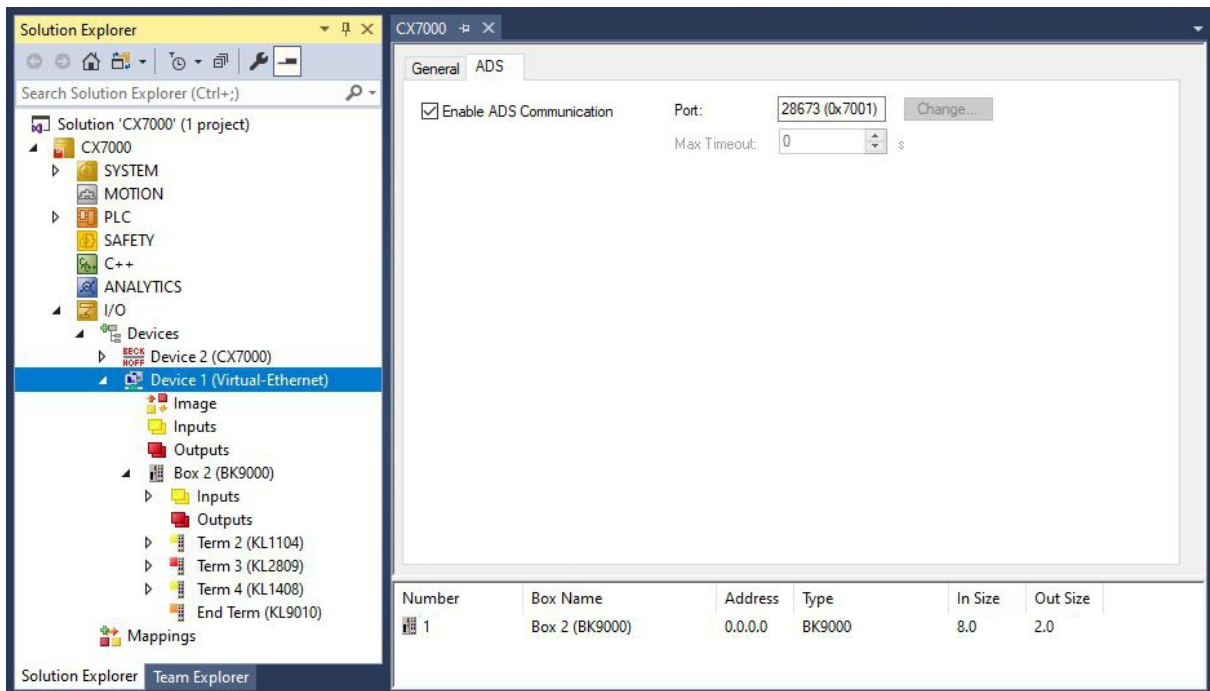 Solution Explorer
Search Solution Explorer (Ctrl+;)
Solution 'CX7000' (1 project)
CX7000
SYSTEM
MOTION
PLC
SAFETY
C++
ANALYTICS
I/O
Devices
BECKHOFF Device 2 (CX7000)
Device 1 (Virtual-Ethernet)
Image
Inputs
Outputs
Box 2 (BK9000)
Inputs
Outputs
Term 2 (KL1104)
Term 3 (KL2809)
Term 4 (KL1408)
End Term (KL9010)
Mappings
Solution Explorer Team Explorer
CX7000
General ADS
Enable ADS Communication Port: 28673 (0x7001) Change...
Max Timeout: 0 s
Number Box Name Address Type In Size Out Size
1 Box 2 (BK9000) 0.0.0.0 BK9000 8.0 2.0